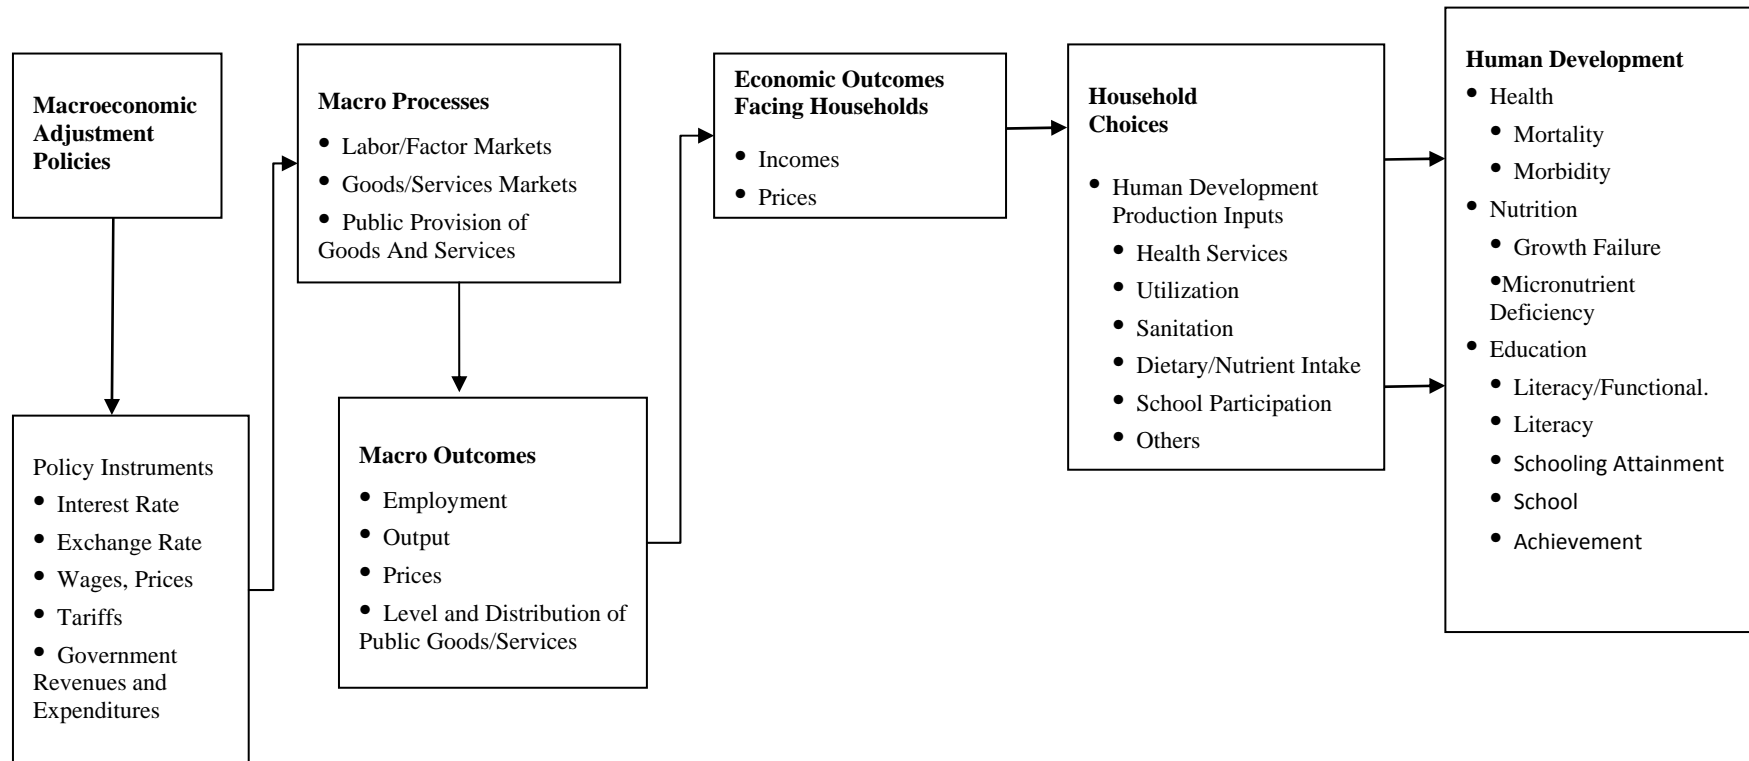 Macroeconomic
Adjustment
Policies
Policy Instruments
• Interest Rate
• Exchange Rate
• Wages, Prices
• Tariffs
• Government
Revenues and
Expenditures
Macro Processes
• Labor/Factor Markets
• Goods/Services Markets
• Public Provision of
Goods And Services
Macro Outcomes
• Employment
• Output
• Prices
• Level and Distribution of
Public Goods/Services
Economic Outcomes
Facing Households
• Incomes
• Prices
Household
Choices
• Human Development
Production Inputs
• Health Services
• Utilization
• Sanitation
• Dietary/Nutrient Intake
• School Participation
• Others
Human Development
• Health
• Mortality
• Morbidity
• Nutrition
• Growth Failure
•Micronutrient
Deficiency
• Education
• Literacy/Functional.
• Literacy
• Schooling Attainment
• School
• Achievement